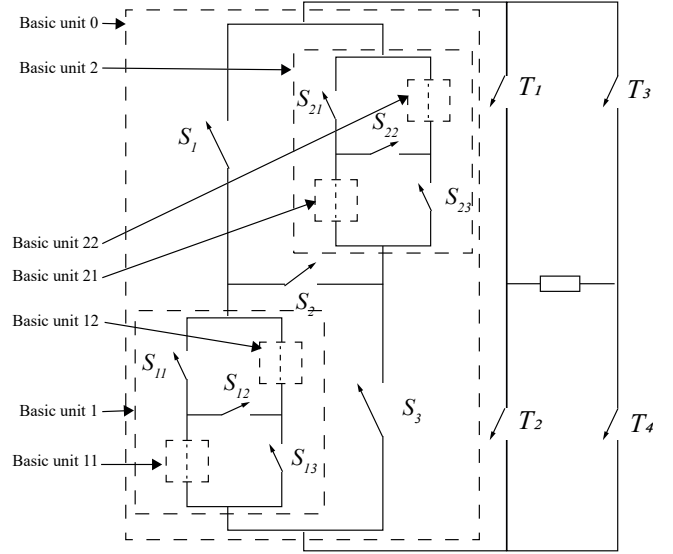 Basic unit 0
Basic unit 2
S21
S22
T1
T3
S1
S23
Basic unit 22
Basic unit 21
S2
Basic unit 12
S11
S12
Basic unit 1
S3
T2
T4
Basic unit 11
S13